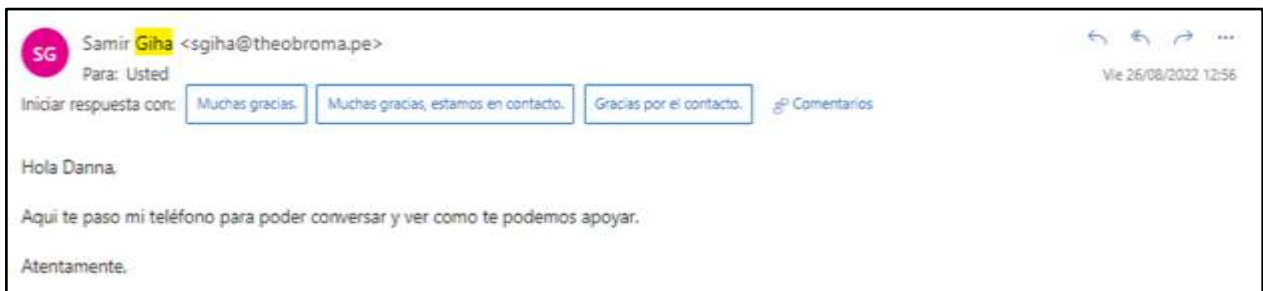 SG
Samir Giha <sgiha@theobroma.pe>
Para: Usted
Vie 26/08/2022 12:56
Iniciar respuesta con: Muchas gracias. Muchas gracias, estamos en contacto. Gracias por el contacto. Comentarios
Hola Danna,
Aqui te paso mi teléfono para poder conversar y ver como te podemos apoyar.
Atentamente,